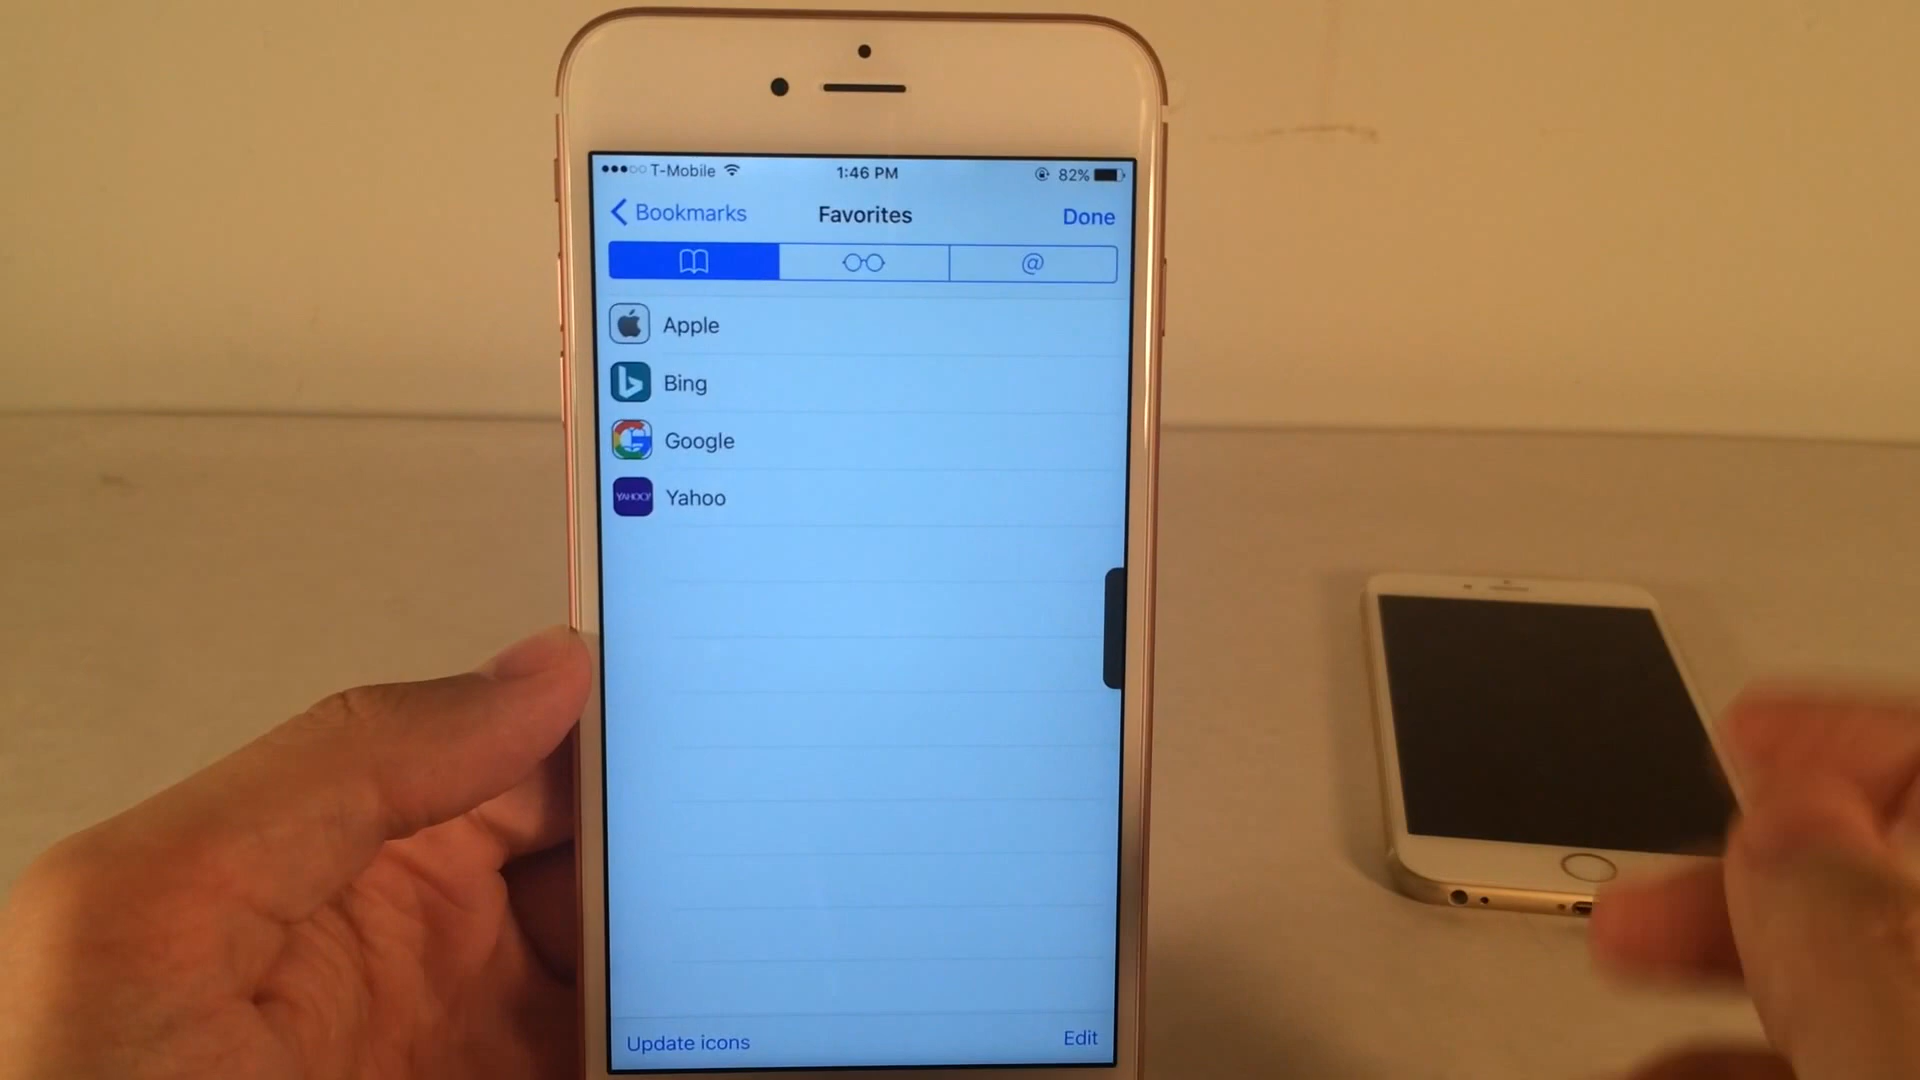 T-Mobile 1:46 PM 82%
Bookmarks Favorites Done
@
Apple
Bing
Google
YAHOO! Yahoo
Update icons Edit